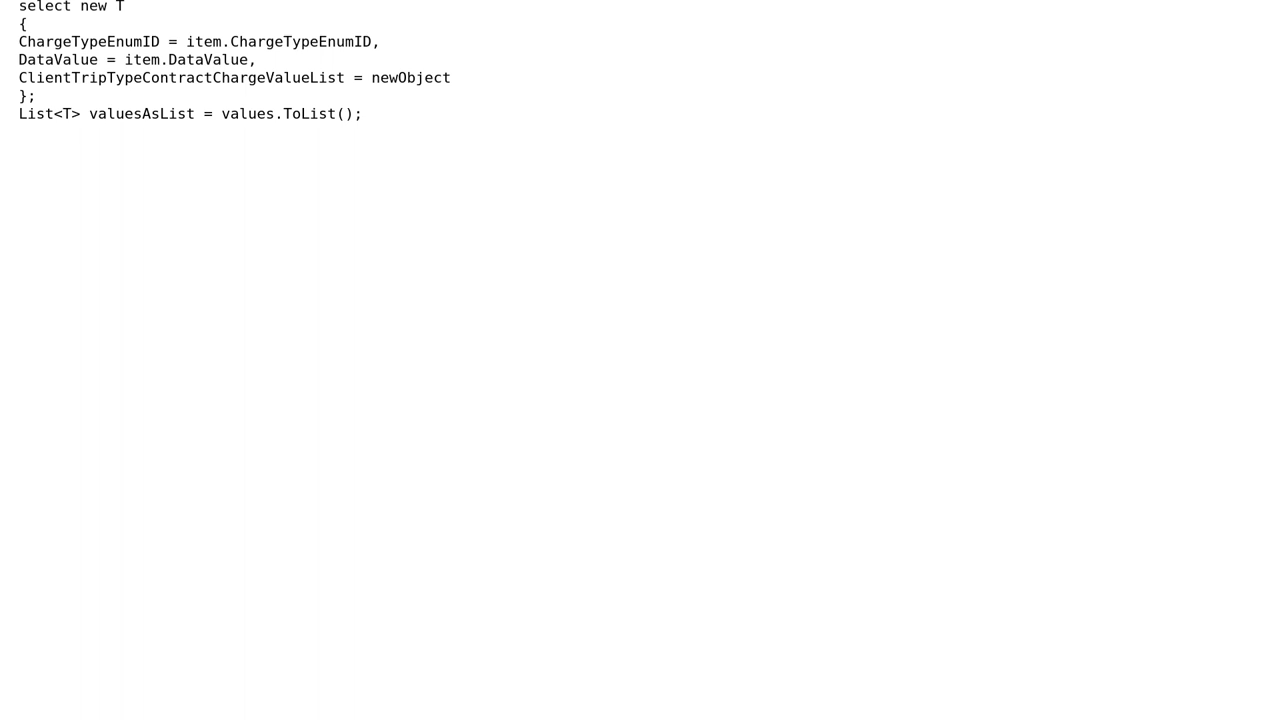 select new T
{
ChargeTypeEnumID = item.ChargeTypeEnumID,
DataValue = item.DataValue,
ClientTripTypeContractChargeValueList = newObject
};
List<T> valuesAsList = values.ToList();